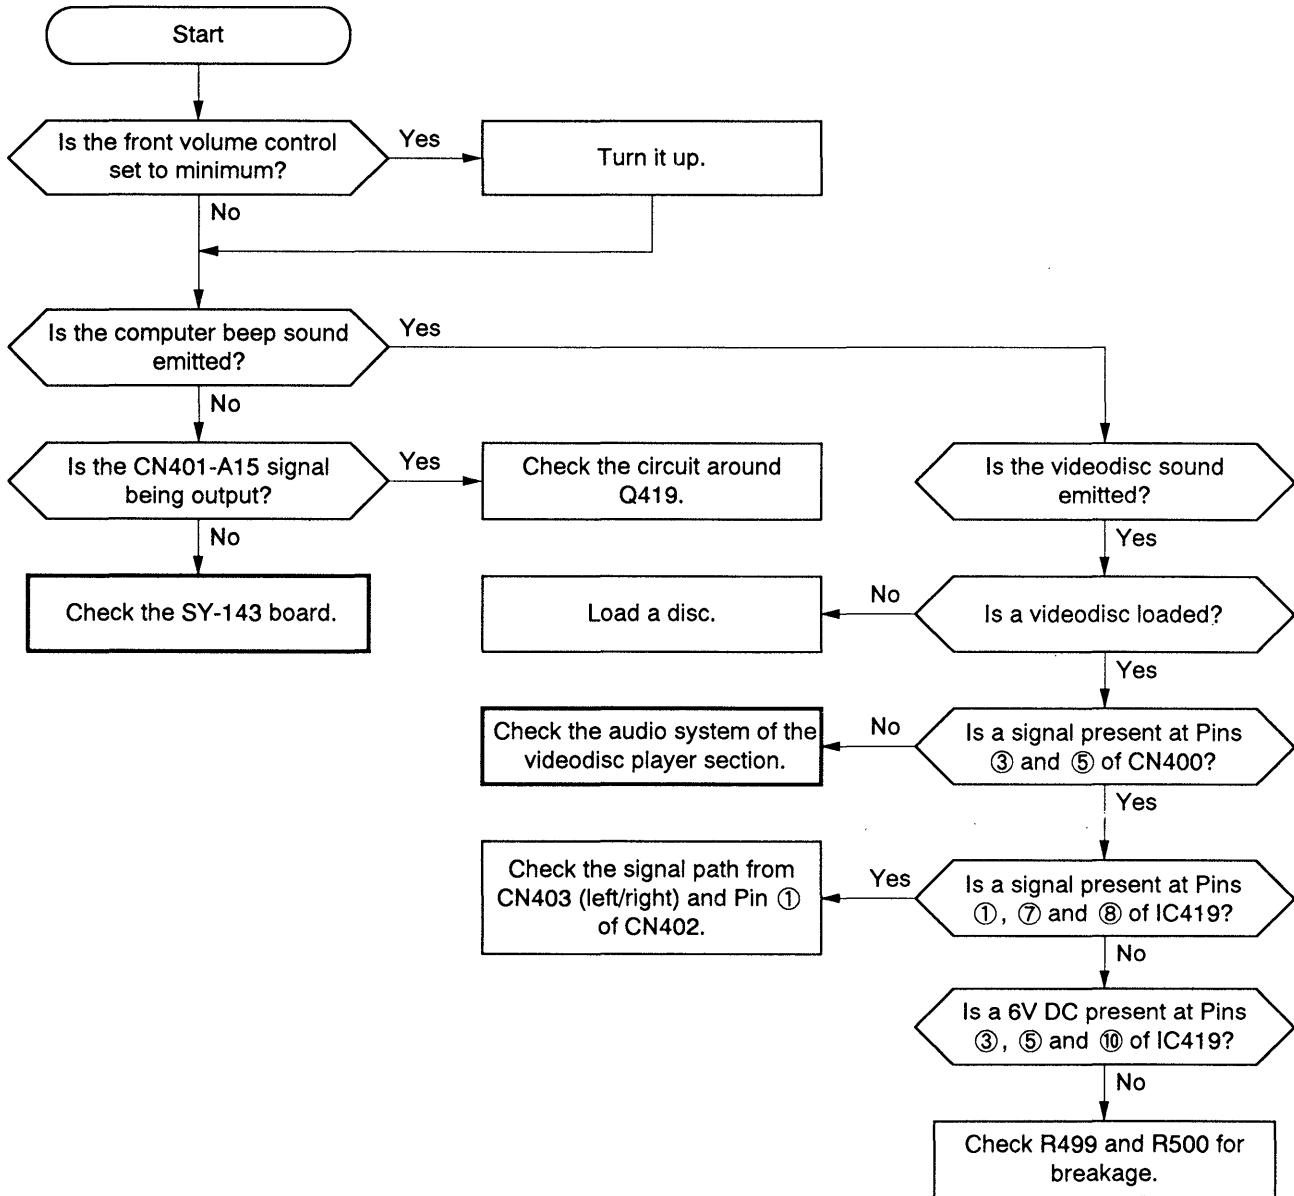 Start
Is the front volume control
set to minimum?
Yes
Turn it up.
No
Is the computer beep sound
emitted?
Yes
No
Is the CN401-A15 signal
being output?
Yes
Check the circuit around
Q419.
Is the videodisc sound
emitted?
No
Yes
Check the SY-143 board.
Load a disc.
No
Is a videodisc loaded?
Yes
Check the audio system of the
videodisc player section.
No
Is a signal present at Pins
③ and ⑤ of CN400?
Yes
Check the signal path from
CN403 (left/right) and Pin ①
of CN402.
Yes
Is a signal present at Pins
①, ⑦ and ⑧ of IC419?
No
Is a 6V DC present at Pins
③, ⑤ and ⑩ of IC419?
No
Check R499 and R500 for
breakage.